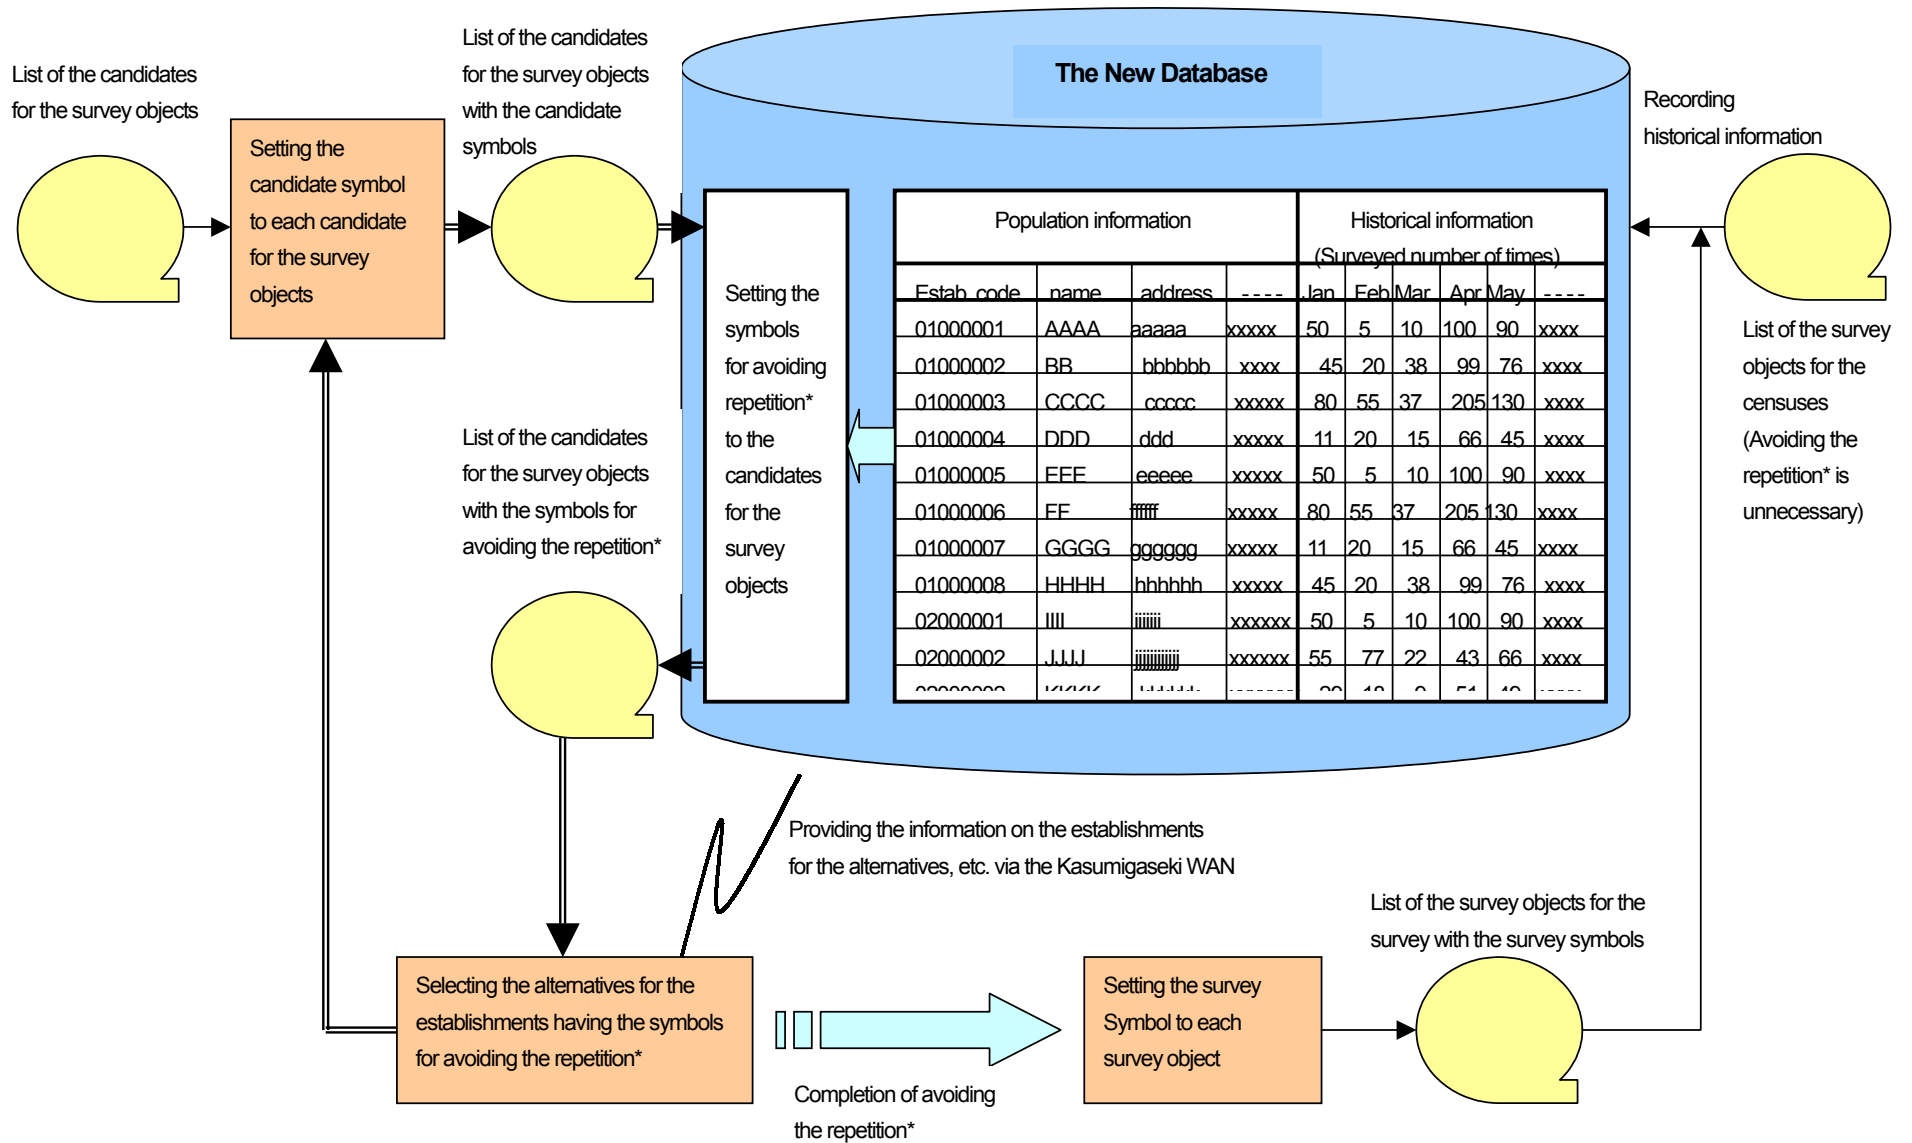 List of the candidates
for the survey objects
Setting the
candidate symbol
to each candidate
for the survey
objects
List of the candidates
for the survey objects
with the candidate
symbols
The New Database
Recording
historical information
Setting the
symbols
for avoiding
repetition*
to the
candidates
for the
survey
objects
Population information Historical information
(Surveyed number of times)
Estab. code name address ---- Jan Feb Mar Apr May ----
01000001 AAAA aaaaa xxxxx 50 5 10 100 90 xxxx
01000002 BB bbbbbb xxxx 45 20 38 99 76 xxxx
01000003 CCCC ccccc xxxxx 80 55 37 205 130 xxxx
01000004 DDD ddd xxxxx 11 20 15 66 45 xxxx
01000005 EEE eeeee xxxxx 50 5 10 100 90 xxxx
01000006 FF ffffff xxxxx 80 55 37 205 130 xxxx
01000007 GGGG gggggg xxxxx 11 20 15 66 45 xxxx
01000008 HHHH hhhhhh xxxxx 45 20 38 99 76 xxxx
02000001 IIII iiiiiii xxxxxx 50 5 10 100 90 xxxx
02000002 JJJJ jjjjjjjjjjj xxxxxx 55 77 22 43 66 xxxx
List of the survey
objects for the
censuses
(Avoiding the
repetition* is
unnecessary)
List of the candidates
for the survey objects
with the symbols for
avoiding the repetition*
Providing the information on the establishments
for the alternatives, etc. via the Kasumigaseki WAN
List of the survey objects for the
survey with the survey symbols
Selecting the alternatives for the
establishments having the symbols
for avoiding the repetition*
Completion of avoiding
the repetition*
Setting the survey
Symbol to each
survey object